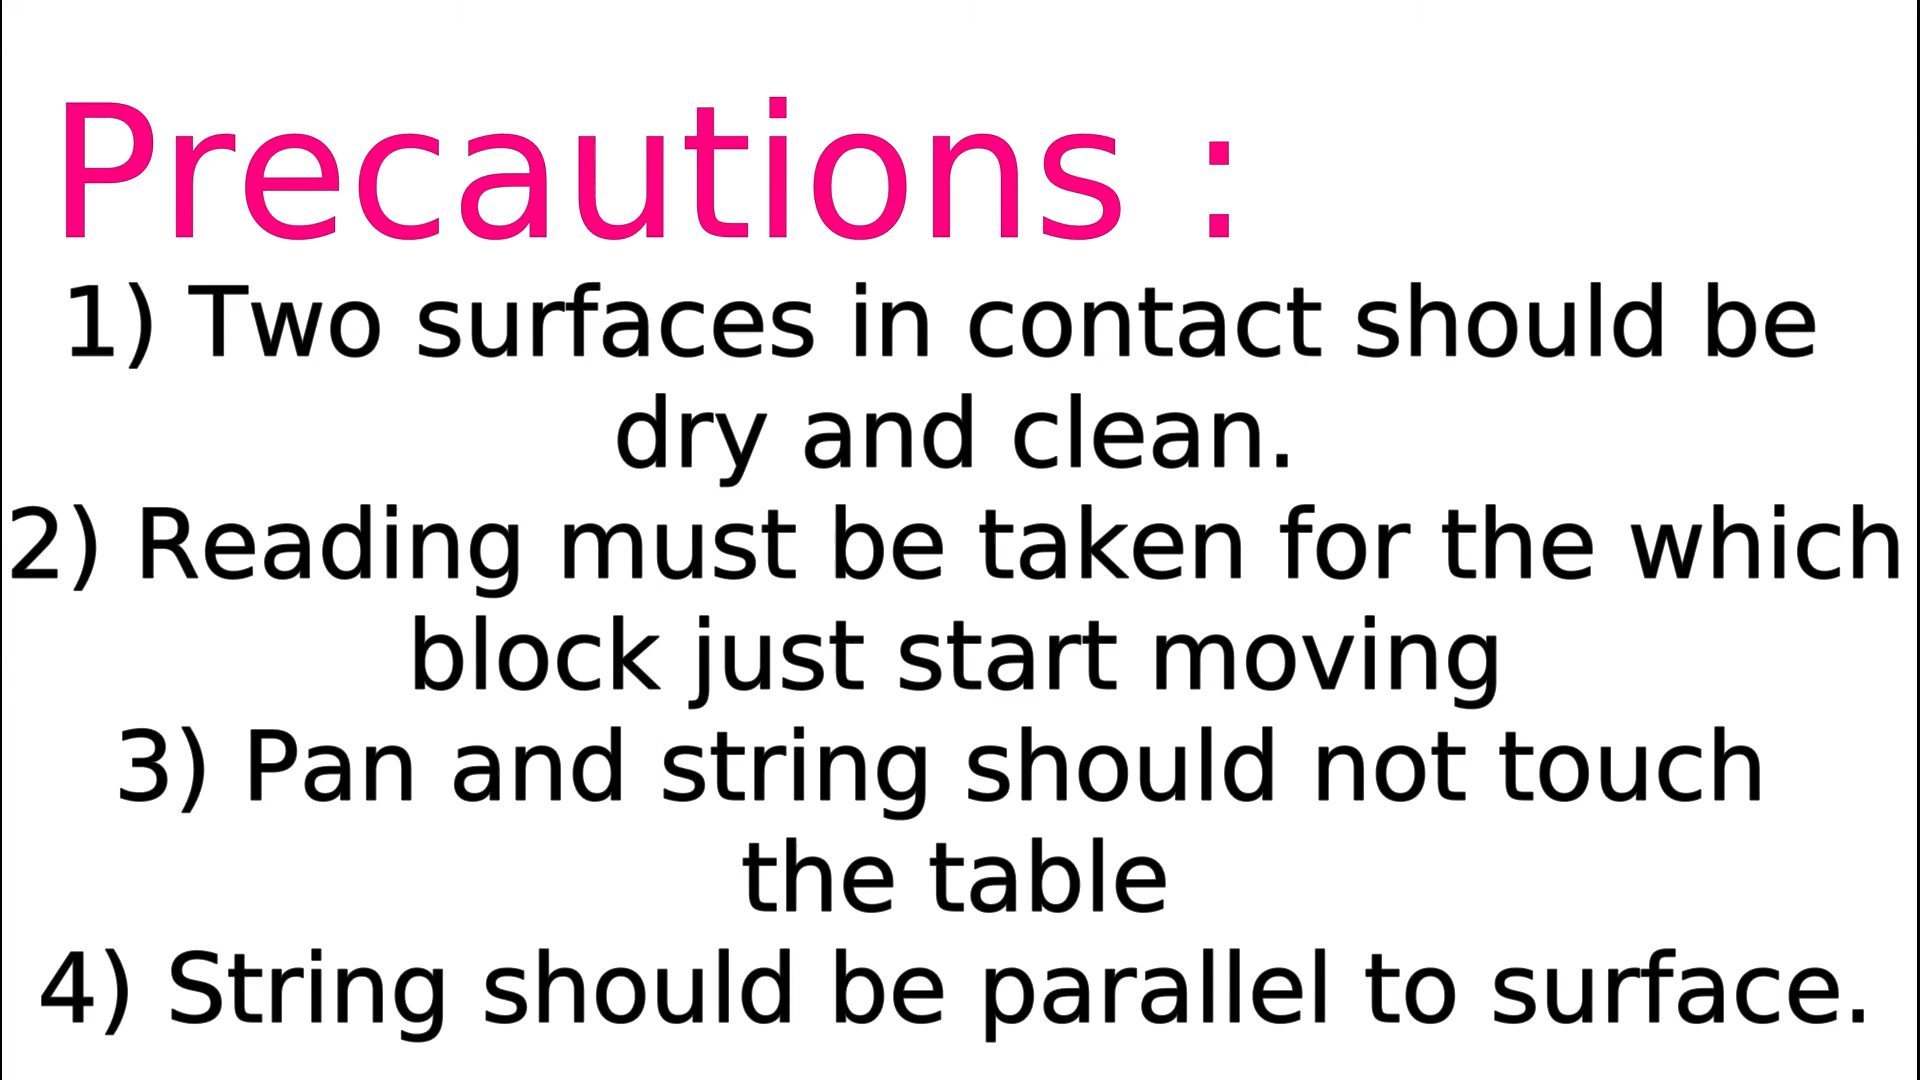 Precautions :
1) Two surfaces in contact should be
dry and clean.
2) Reading must be taken for the which
block just start moving
3) Pan and string should not touch
the table
4) String should be parallel to surface.